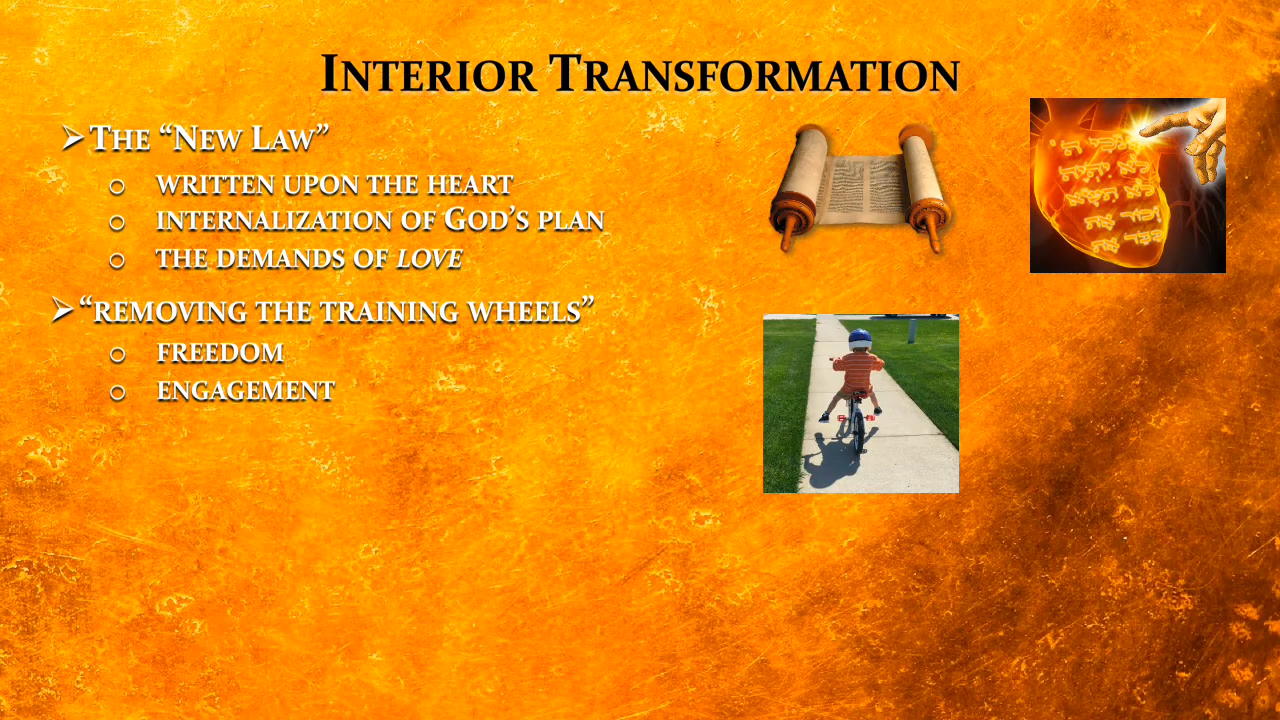 Interior Transformation
➢ The “New Law”
o written upon the heart
o internalization of God’s plan
o the demands of love
➢ “removing the training wheels”
o freedom
o engagement